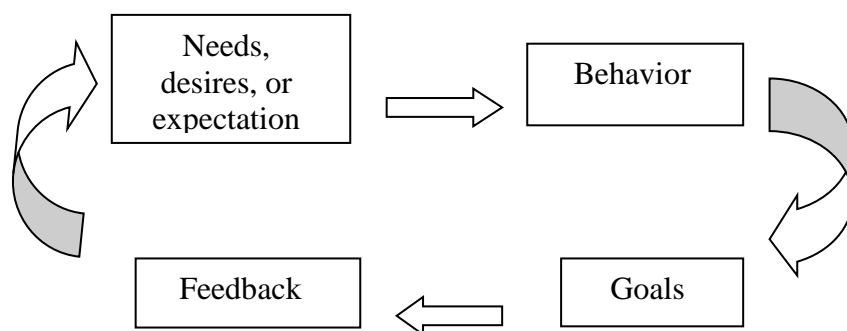 Needs,
desires, or
expectation
Behavior
Feedback
Goals